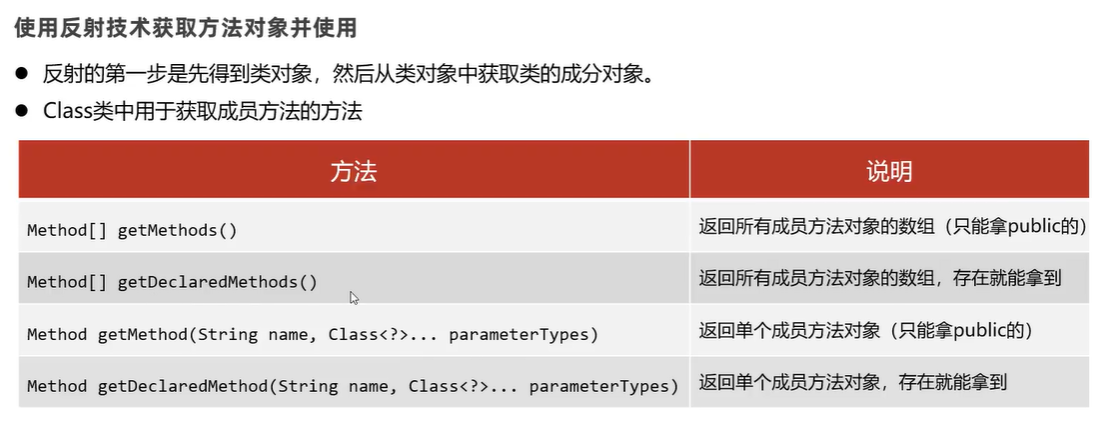 使用反射技术获取方法对象并使用
● 反射的第一步是先得到类对象，然后从类对象中获取类的成分对象。
● Class类中用于获取成员方法的方法
方法 说明
Method[] getMethods() 返回所有成员方法对象的数组（只能拿public的）
Method[] getDeclaredMethods() 返回所有成员方法对象的数组，存在就能拿到
Method getMethod(String name, Class<?>... parameterTypes) 返回单个成员方法对象（只能拿public的）
Method getDeclaredMethod(String name, Class<?>... parameterTypes) 返回单个成员方法对象，存在就能拿到